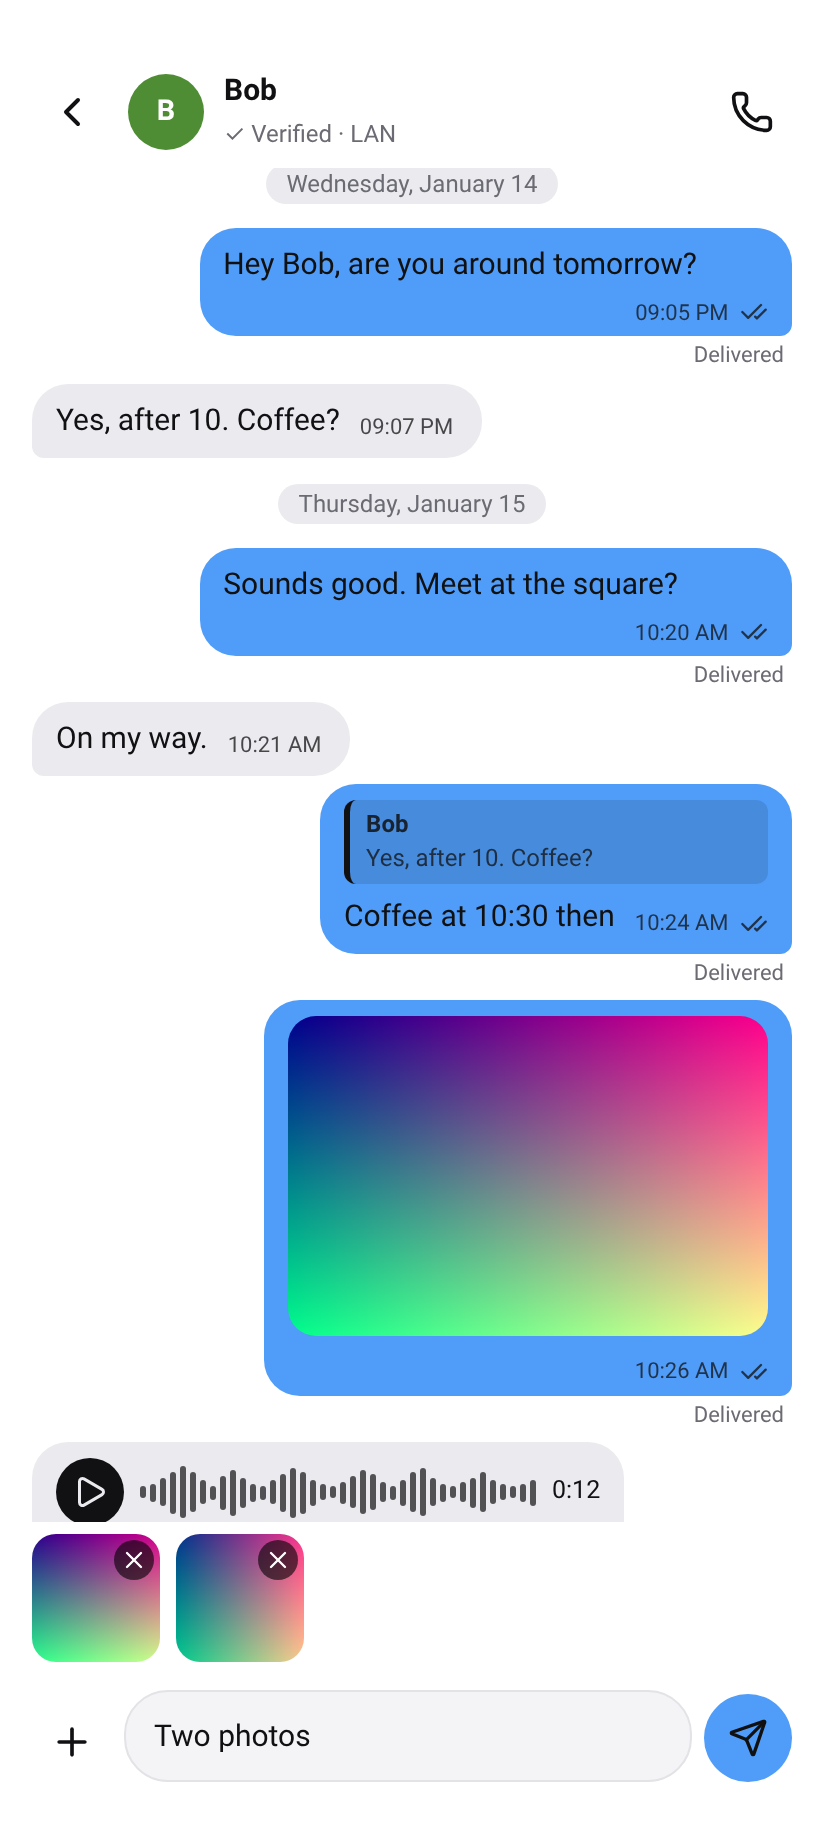 B
Bob
Verified · LAN
Wednesday, January 14
Hey Bob, are you around tomorrow?
09:05 PM
Delivered
Yes, after 10. Coffee? 09:07 PM
Thursday, January 15
Sounds good. Meet at the square?
10:20 AM
Delivered
On my way. 10:21 AM
Bob
Yes, after 10. Coffee?
Coffee at 10:30 then 10:24 AM
Delivered
10:26 AM
Delivered
0:12
Two photos